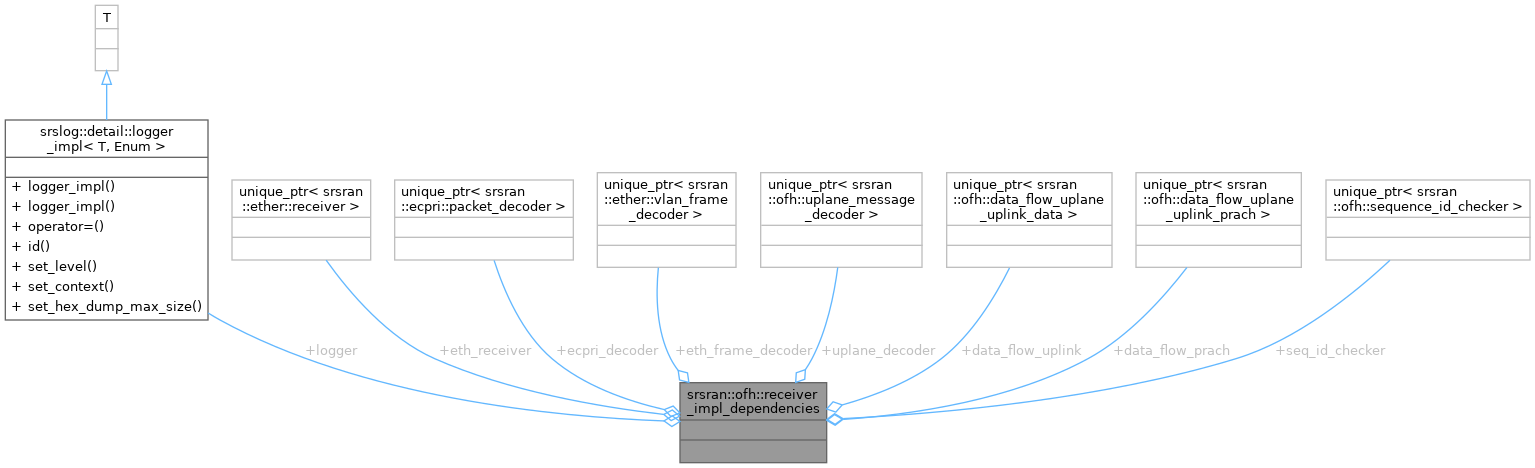 T
srslog::detail::logger
_impl< T, Enum >
+ logger_impl()
+ logger_impl()
+ operator=()
+ id()
+ set_level()
+ set_context()
+ set_hex_dump_max_size()
unique_ptr< srsran
::ether::receiver >
unique_ptr< srsran
::ecpri::packet_decoder >
unique_ptr< srsran
::ether::vlan_frame
_decoder >
unique_ptr< srsran
::ofh::uplane_message
_decoder >
unique_ptr< srsran
::ofh::data_flow_uplane
_uplink_data >
unique_ptr< srsran
::ofh::data_flow_uplane
_uplink_prach >
unique_ptr< srsran
::ofh::sequence_id_checker >
+logger
+eth_receiver
+ecpri_decoder
+eth_frame_decoder
+uplane_decoder
+data_flow_uplink
+data_flow_prach
+seq_id_checker
srsran::ofh::receiver
_impl_dependencies